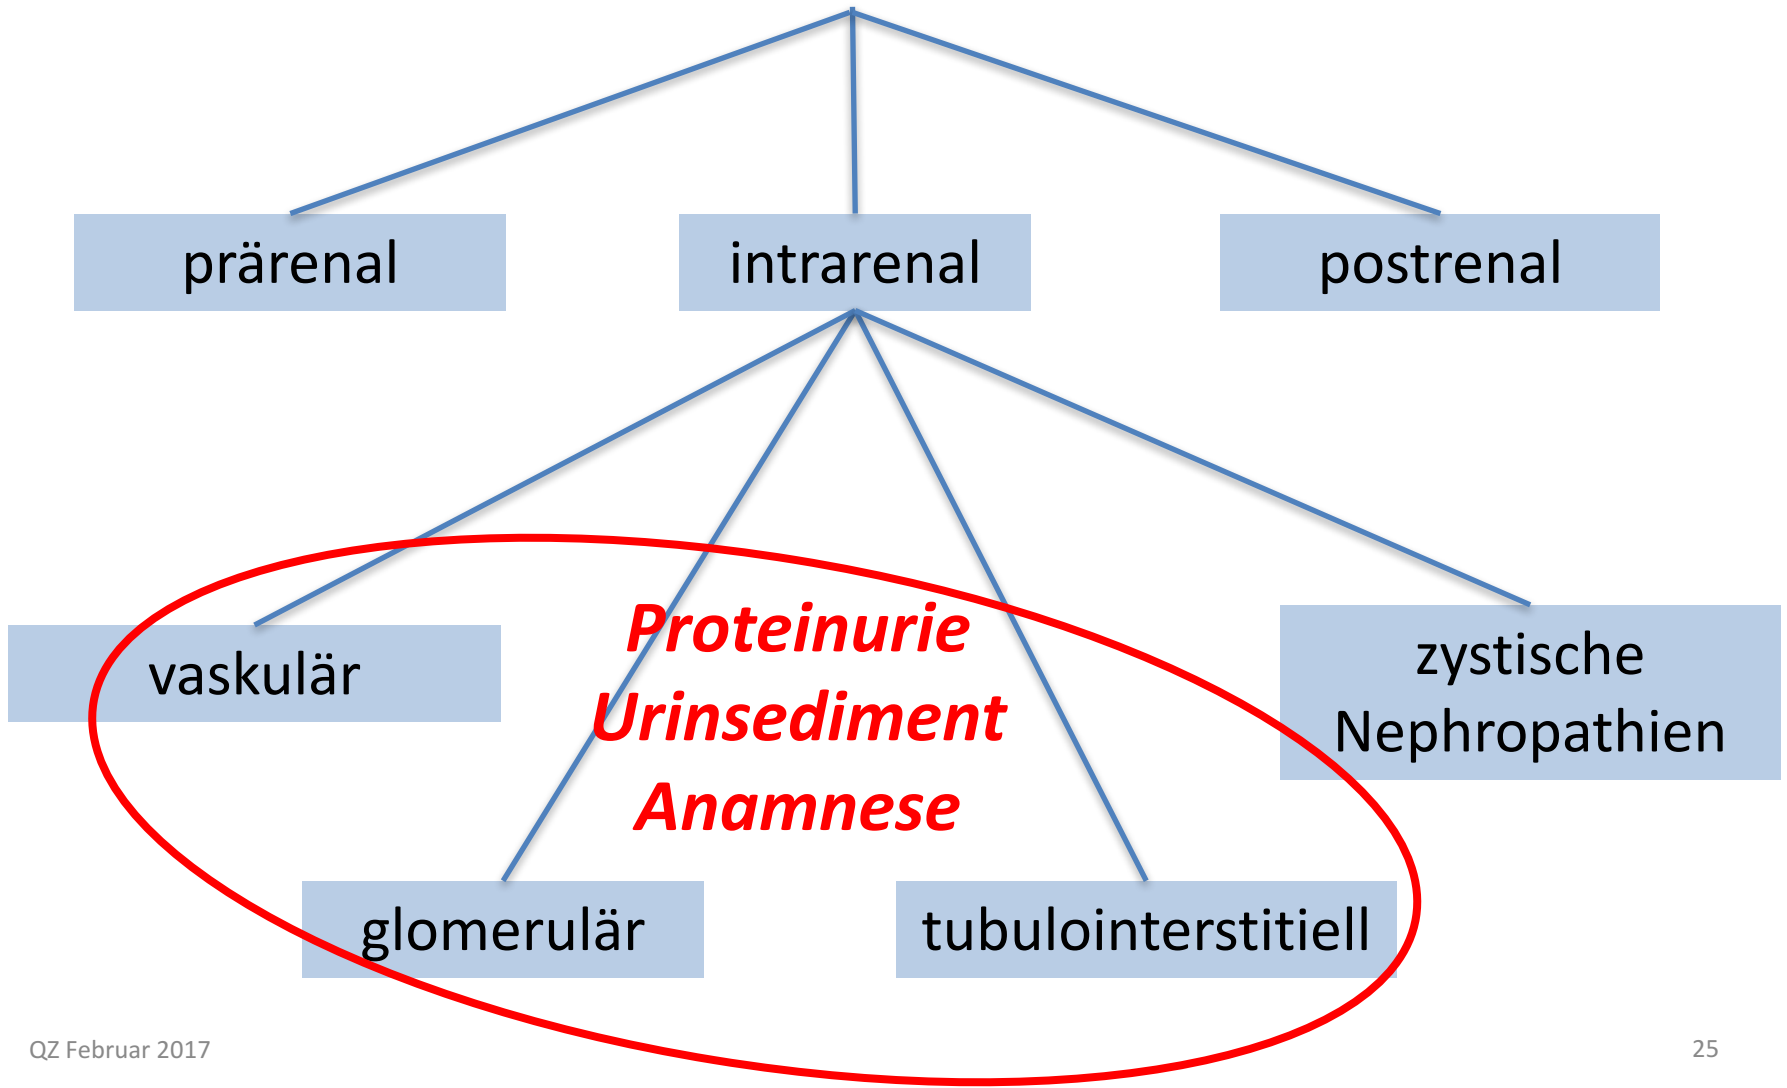 prärenal
intrarenal
postrenal
vaskulär
Proteinurie
Urinsediment
Anamnese
zystische
Nephropathien
glomerulär
tubulointerstitiell
QZ Februar 2017
25